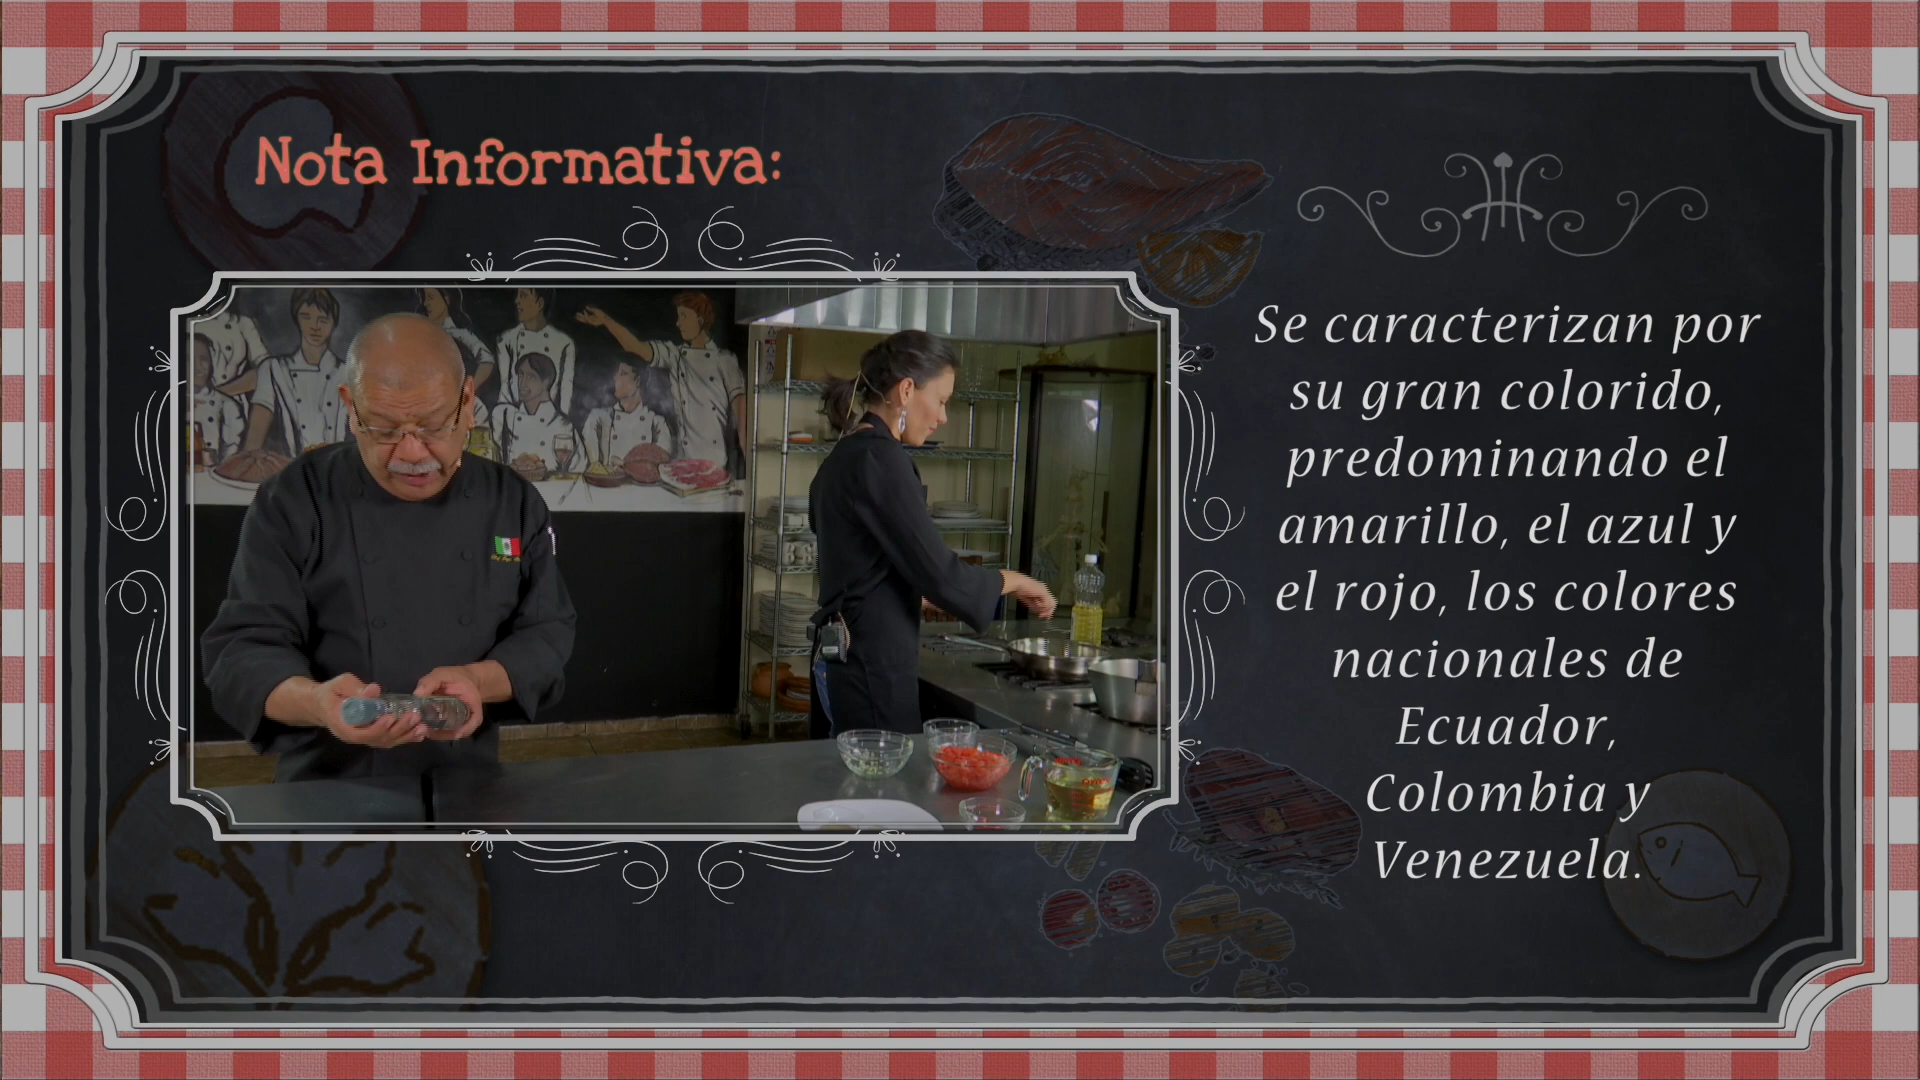 Nota Informativa:
Se caracterizan por
su gran colorido,
predominando el
amarillo, el azul y
el rojo, los colores
nacionales de
Ecuador,
Colombia y
Venezuela.